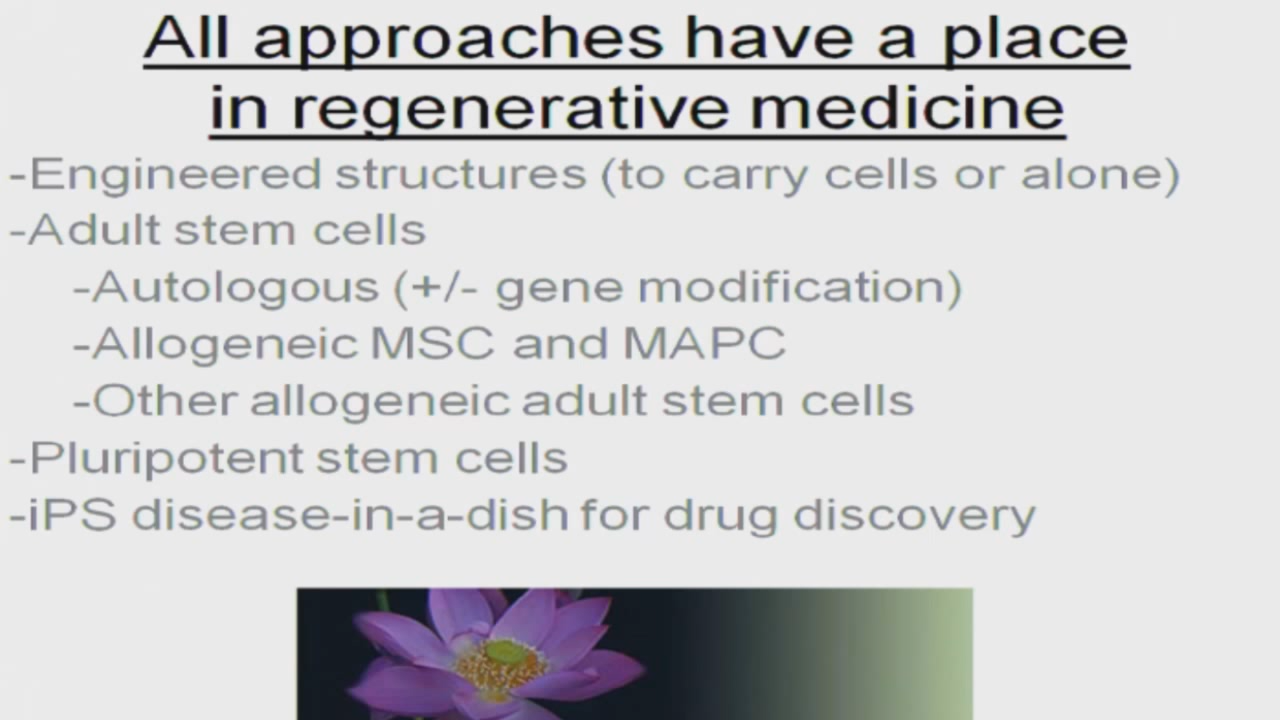 All approaches have a place
in regenerative medicine
-Engineered structures (to carry cells or alone)
-Adult stem cells
-Autologous (+/- gene modification)
-Allogeneic MSC and MAPC
-Other allogeneic adult stem cells
-Pluripotent stem cells
-iPS disease-in-a-dish for drug discovery